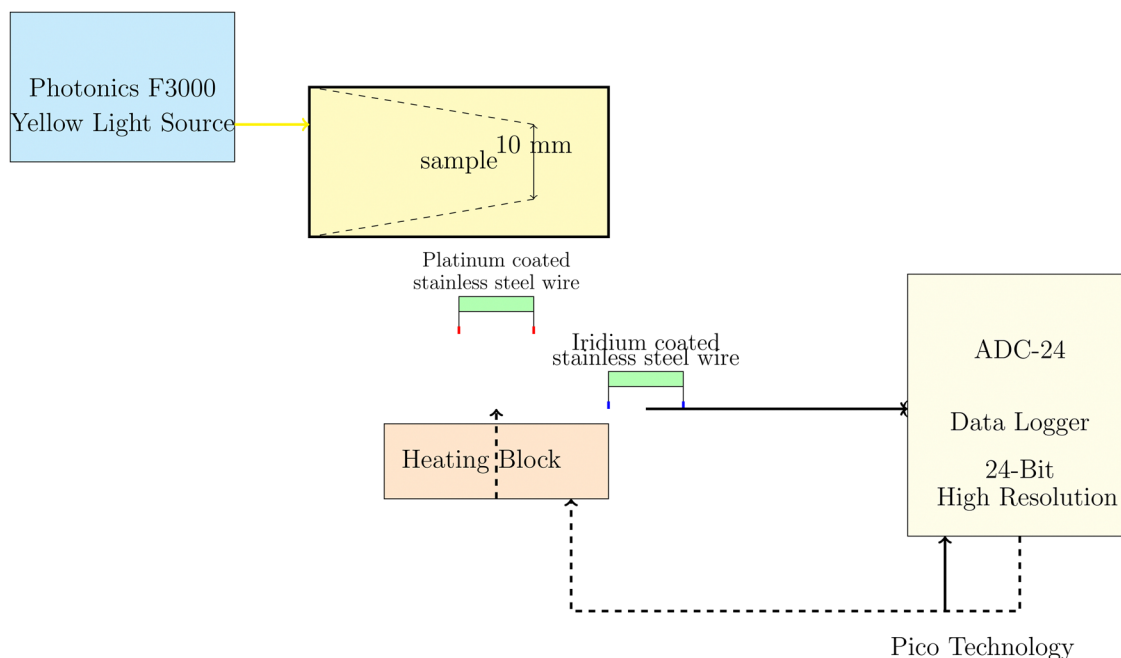 Photonics F3000
Yellow Light Source
10 mm
sample
Platinum coated
stainless steel wire
Iridium coated
stainless steel wire
ADC-24
Data Logger
24-Bit
High Resolution
Heating Block
Pico Technology